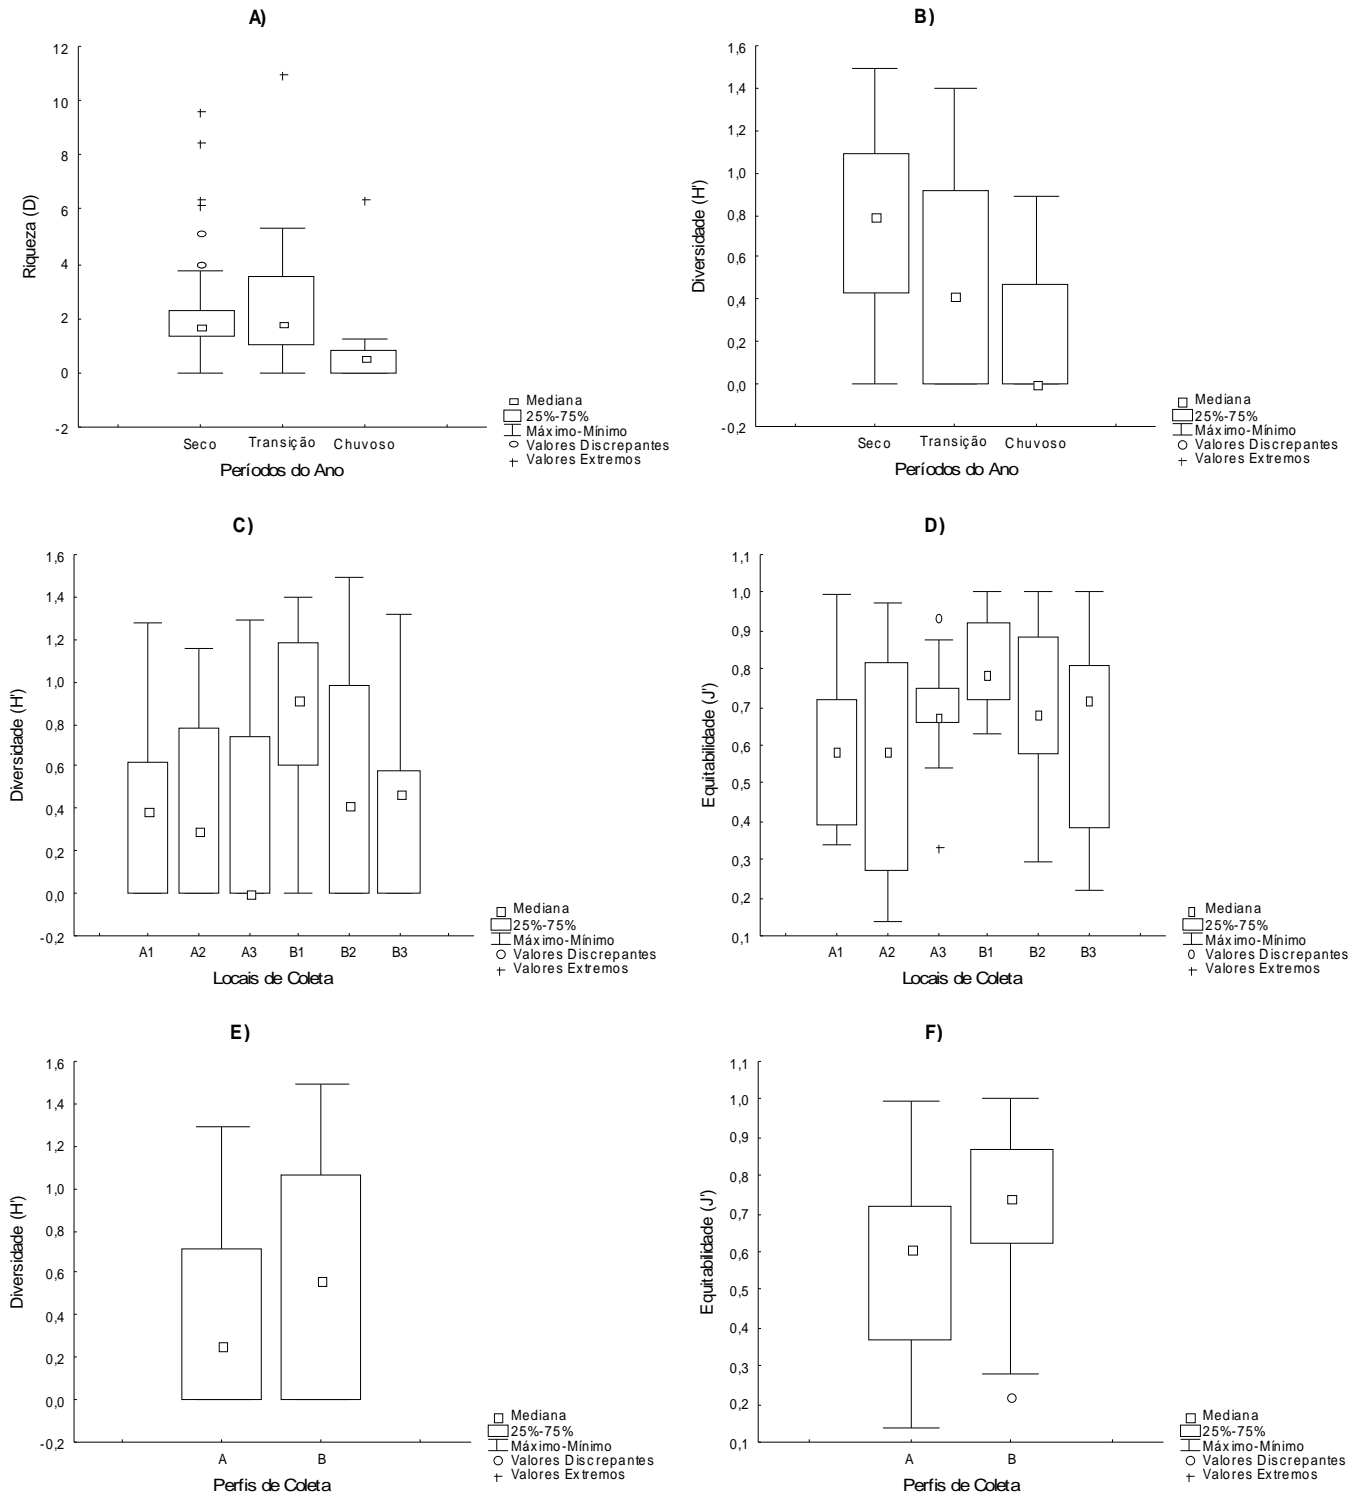 A)
12
10
8
6
4
2
0
-2
Riqueza (D)
Seco Transição Chuvoso
Períodos do Ano
Mediana
25%-75%
Máximo-Mínimo
Valores Discrepantes
Valores Extremos
B)
1,6
1,4
1,2
1,0
0,8
0,6
0,4
0,2
0,0
-0,2
Diversidade (H')
Seco Transição Chuvoso
Períodos do Ano
Mediana
25%-75%
Máximo-Mínimo
Valores Discrepantes
Valores Extremos
C)
1,6
1,4
1,2
1,0
0,8
0,6
0,4
0,2
0,0
-0,2
Diversidade (H')
A1 A2 A3 B1 B2 B3
Locais de Coleta
Mediana
25%-75%
Máximo-Mínimo
Valores Discrepantes
Valores Extremos
D)
1,1
1,0
0,9
0,8
0,7
0,6
0,5
0,4
0,3
0,2
0,1
Equitabilidade (J')
A1 A2 A3 B1 B2 B3
Locais de Coleta
Mediana
25%-75%
Máximo-Mínimo
Valores Discrepantes
Valores Extremos
E)
1,6
1,4
1,2
1,0
0,8
0,6
0,4
0,2
0,0
-0,2
Diversidade (H')
A B
Perfis de Coleta
Mediana
25%-75%
Máximo-Mínimo
Valores Discrepantes
Valores Extremos
F)
1,1
1,0
0,9
0,8
0,7
0,6
0,5
0,4
0,3
0,2
0,1
Equitabilidade (J')
A B
Perfis de Coleta
Mediana
25%-75%
Máximo-Mínimo
Valores Discrepantes
Valores Extremos